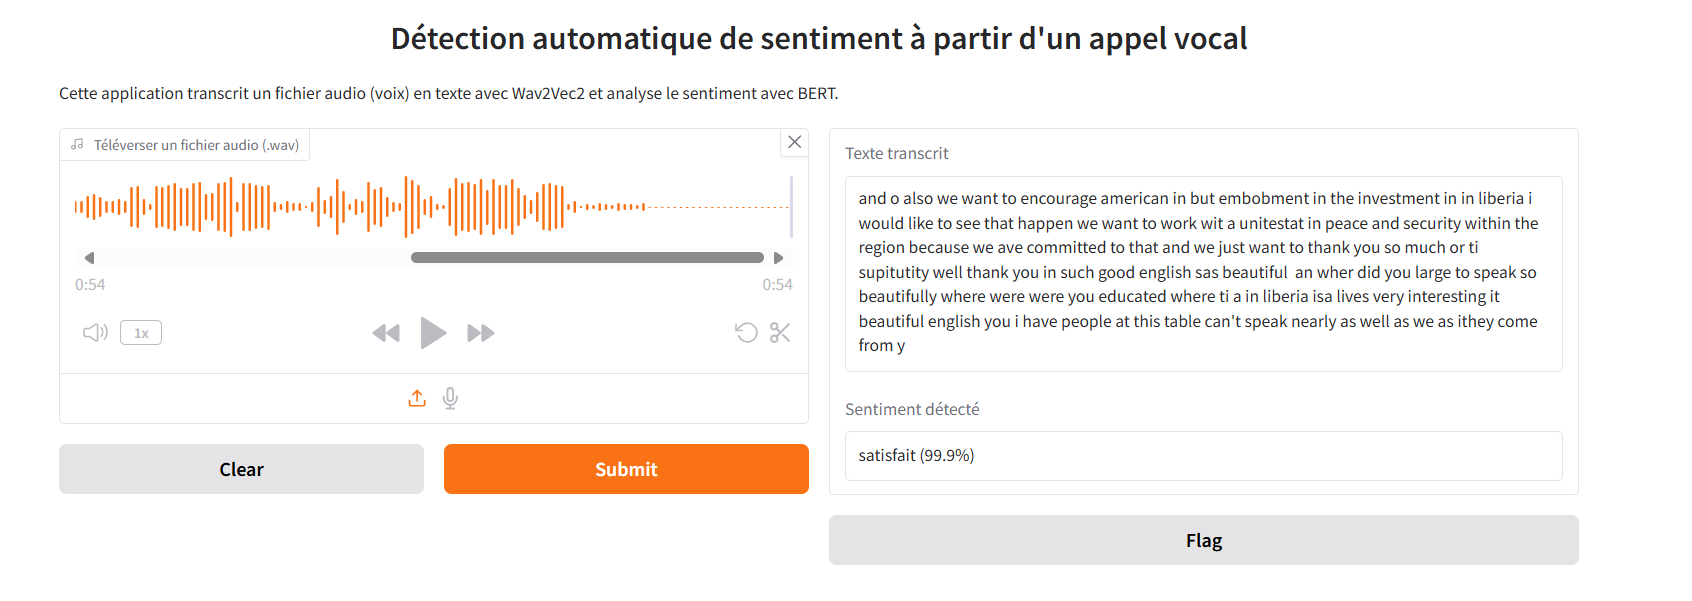 Détection automatique de sentiment à partir d'un appel vocal
Cette application transcrit un fichier audio (voix) en texte avec Wav2Vec2 et analyse le sentiment avec BERT.
Téléverser un fichier audio (.wav)
0:54
0:54
1x
Clear
Submit
Texte transcrit
and o also we want to encourage american in but embobment in the investment in in liberia i
would like to see that happen we want to work wit a unitestat in peace and security within the
region because we ave committed to that and we just want to thank you so much or ti
supitutity well thank you in such good english sas beautiful  an wher did you large to speak so
beautifully where were were you educated where ti a in liberia isa lives very interesting it
beautiful english you i have people at this table can't speak nearly as well as we as ithey come
from y
Sentiment détecté
satisfait (99.9%)
Flag